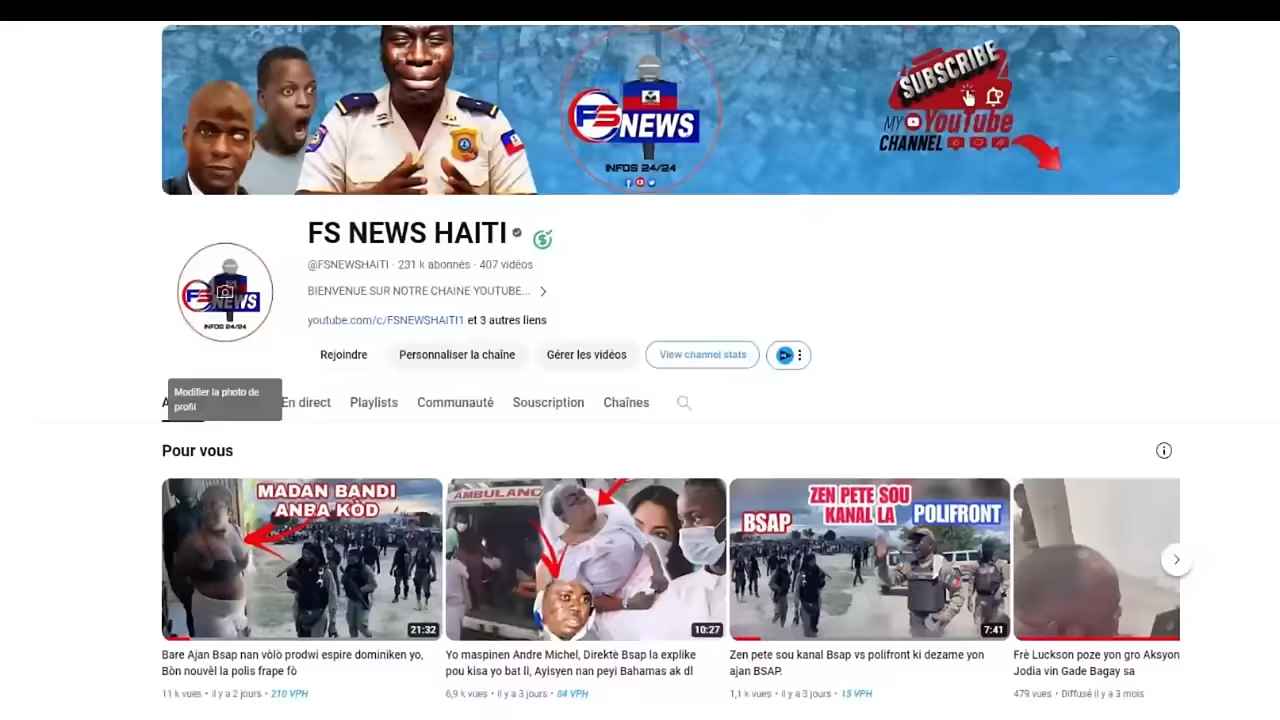 SUBSCRIBE
MY YouTube
CHANNEL
FS NEWS
INFOS 24/24
FS NEWS HAITI
@FSNEWSHAITI · 231 k abonnés · 407 vidéos
BIENVENUE SUR NOTRE CHAINE YOUTUBE...
youtube.com/c/FSNEWSHAITI1 et 3 autres liens
FS NEWS
INFOS 24/24
Rejoindre Personnaliser la chaîne Gérer les vidéos View channel stats
Modifier la photo de
profil
A En direct Playlists Communauté Souscription Chaînes
Pour vous
MADAN BANDI
ANBA KÒD
21:32
AMBULANC
10:27
ZEN PETE SOU
KANAL LA
BSAP
POLIFRONT
7:41
Bare Ajan Bsap nan vòlò prodwi espire dominiken yo,
Bòn nouvèl la polis frape fò
11 k vues · il y a 2 jours · 210 VPH
Yo maspinen Andre Michel, Direktè Bsap la explike
pou kisa yo bat li, Ayisyen nan peyi Bahamas ak dl
6,9 k vues · il y a 3 jours · 84 VPH
Zen pete sou kanal Bsap vs polifront ki dezame yon
ajan BSAP.
1,1 k vues · il y a 3 jours · 15 VPH
Frè Luckson poze yon gro Aksyon
Jodia vin Gade Bagay sa
479 vues · Diffusé il y a 3 mois